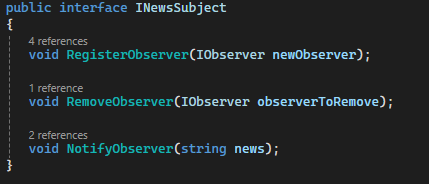 public interface INewsSubject
{
4 references
void RegisterObserver(IObserver newObserver);
1 reference
void RemoveObserver(IObserver observerToRemove);
2 references
void NotifyObserver(string news);
}